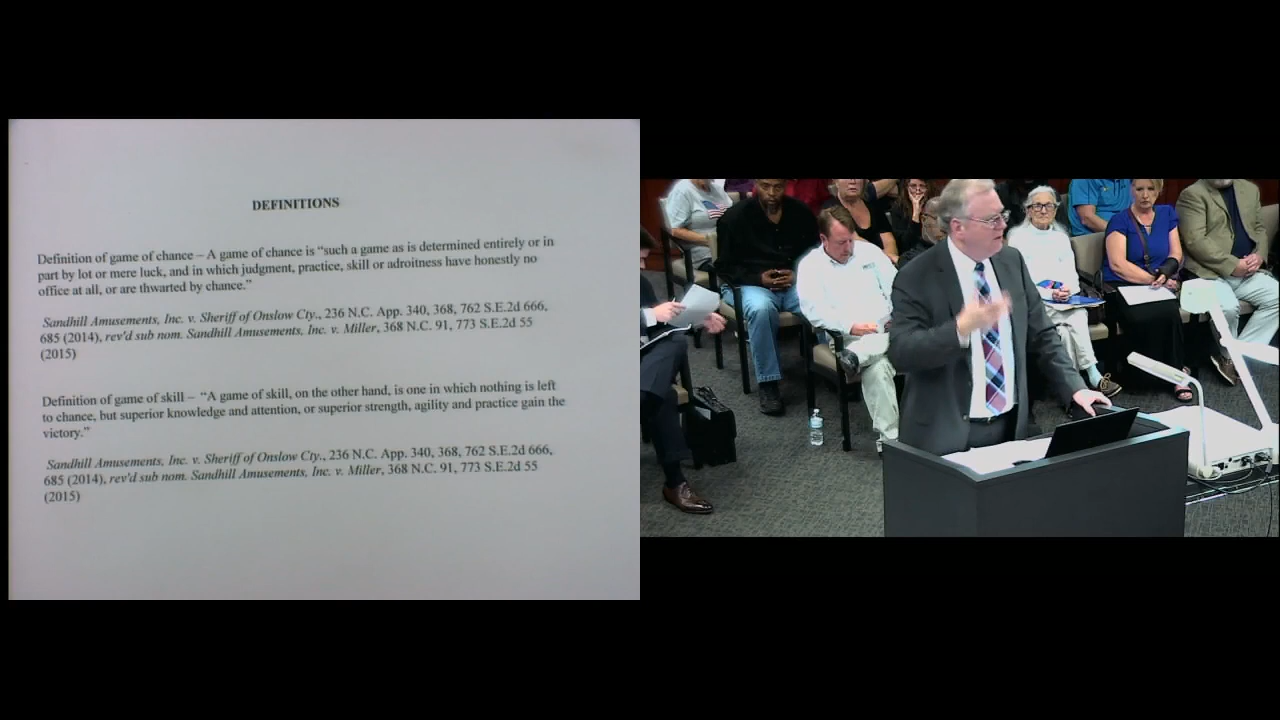 DEFINITIONS
Definition of game of chance – A game of chance is “such a game as is determined entirely or in
part by lot or mere luck, and in which judgment, practice, skill or adroitness have honestly no
office at all, or are thwarted by chance.”
Sandhill Amusements, Inc. v. Sheriff of Onslow Cty., 236 N.C. App. 340, 368, 762 S.E.2d 666,
685 (2014), rev'd sub nom. Sandhill Amusements, Inc. v. Miller, 368 N.C. 91, 773 S.E.2d 55
(2015)
Definition of game of skill – “A game of skill, on the other hand, is one in which nothing is left
to chance, but superior knowledge and attention, or superior strength, agility and practice gain the
victory.”
Sandhill Amusements, Inc. v. Sheriff of Onslow Cty., 236 N.C. App. 340, 368, 762 S.E.2d 666,
685 (2014), rev'd sub nom. Sandhill Amusements, Inc. v. Miller, 368 N.C. 91, 773 S.E.2d 55
(2015)